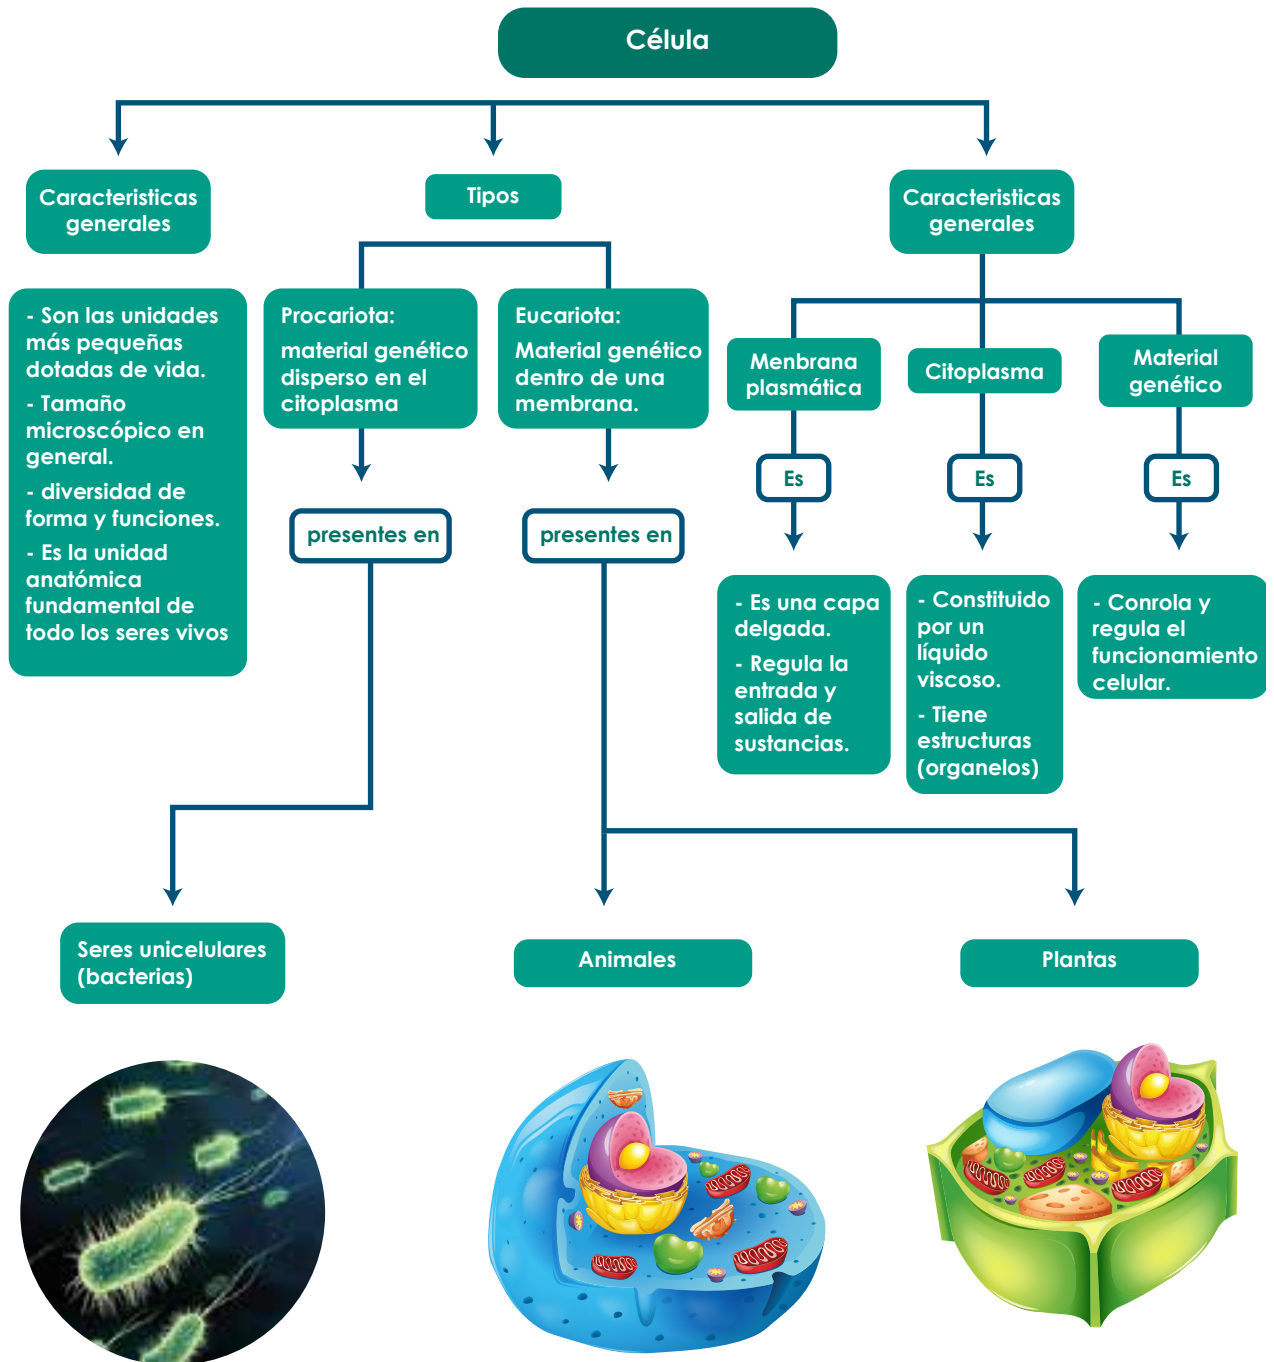 Célula
Caracteristicas
generales
Tipos
Caracteristicas
generales
- Son las unidades
más pequeñas
dotadas de vida.
- Tamaño
microscópico en
general.
- diversidad de
forma y funciones.
- Es la unidad
anatómica
fundamental de
todo los seres vivos
Procariota:
material genético
disperso en el
citoplasma
Eucariota:
Material genético
dentro de una
membrana.
Menbrana
plasmática
Citoplasma
Material
genético
Es
Es
Es
presentes en
presentes en
- Es una capa
delgada.
- Regula la
entrada y
salida de
sustancias.
- Constituido
por un
líquido
viscoso.
- Tiene
estructuras
(organelos)
- Conrola y
regula el
funcionamiento
celular.
Seres unicelulares
(bacterias)
Animales
Plantas